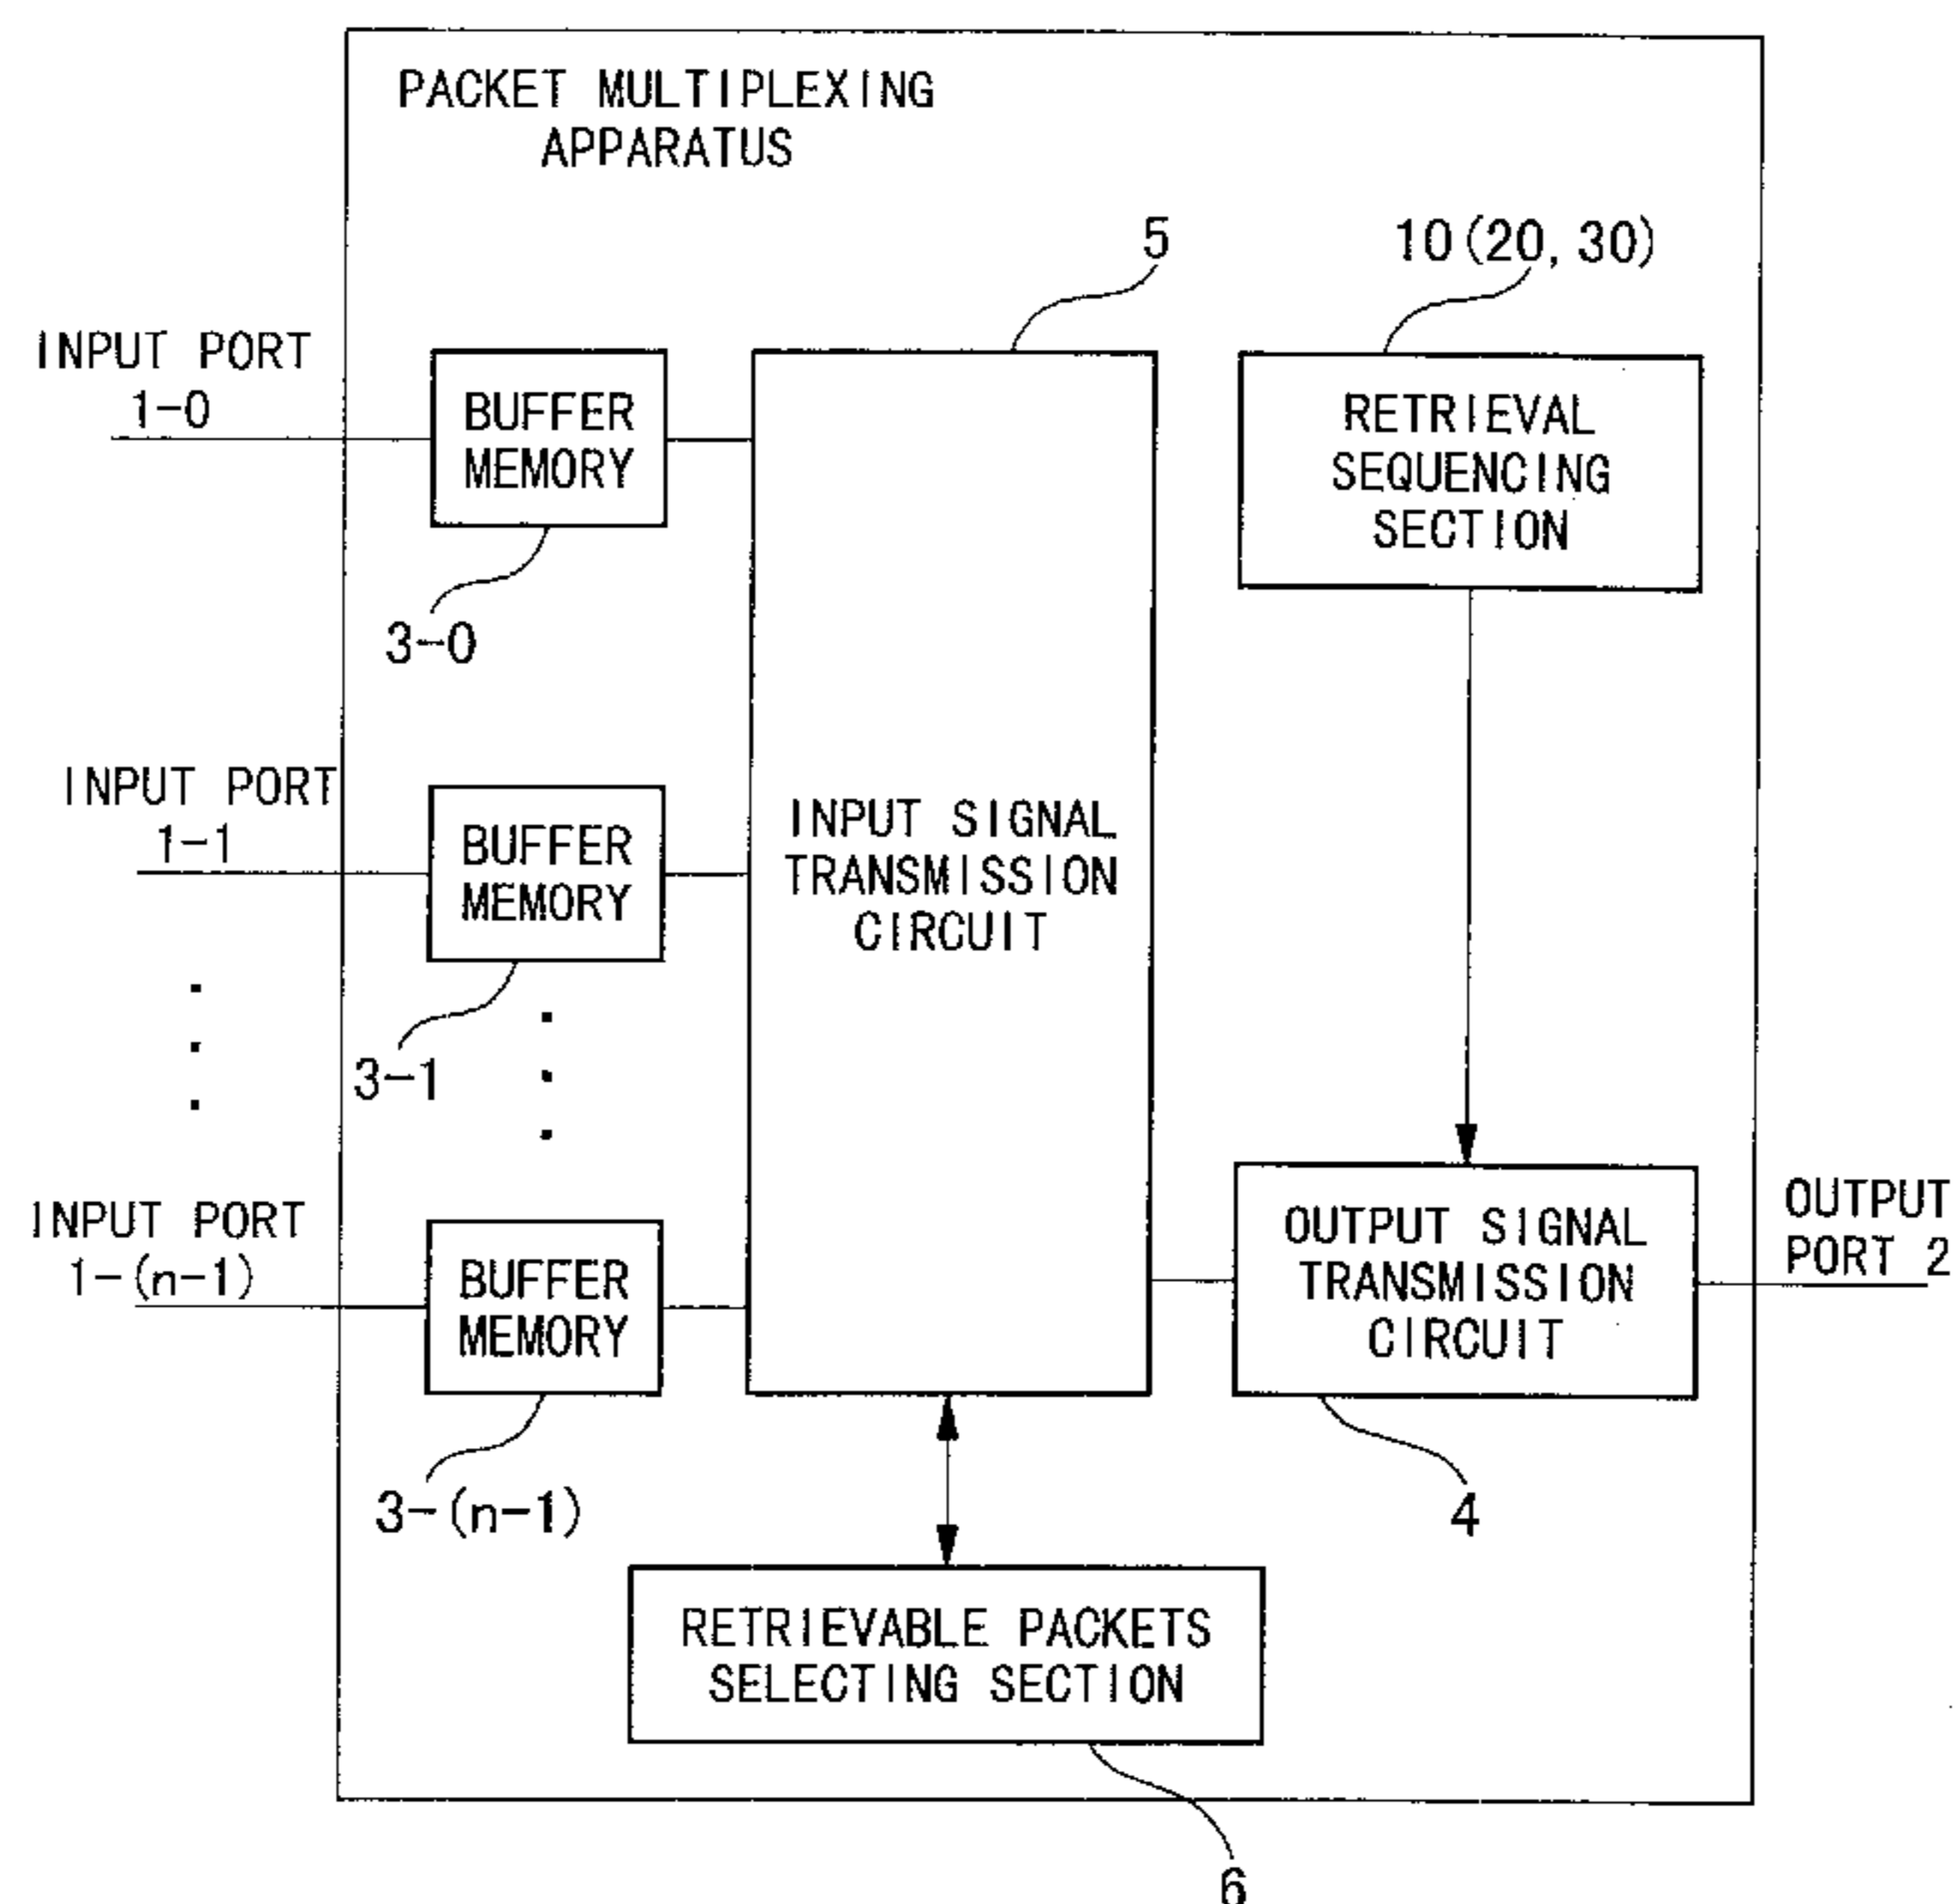 PACKET MULTIPLEXING
APPARATUS
5
10(20, 30)
INPUT PORT
1-0
BUFFER
MEMORY
RETRIEVAL
SEQUENCING
SECTION
3-0
INPUT PORT
1-1
BUFFER
MEMORY
INPUT SIGNAL
TRANSMISSION
CIRCUIT
3-1
INPUT PORT
1-(n-1)
BUFFER
MEMORY
OUTPUT SIGNAL
TRANSMISSION
CIRCUIT
OUTPUT
PORT 2
3-(n-1)
4
RETRIEVABLE PACKETS
SELECTING SECTION
6